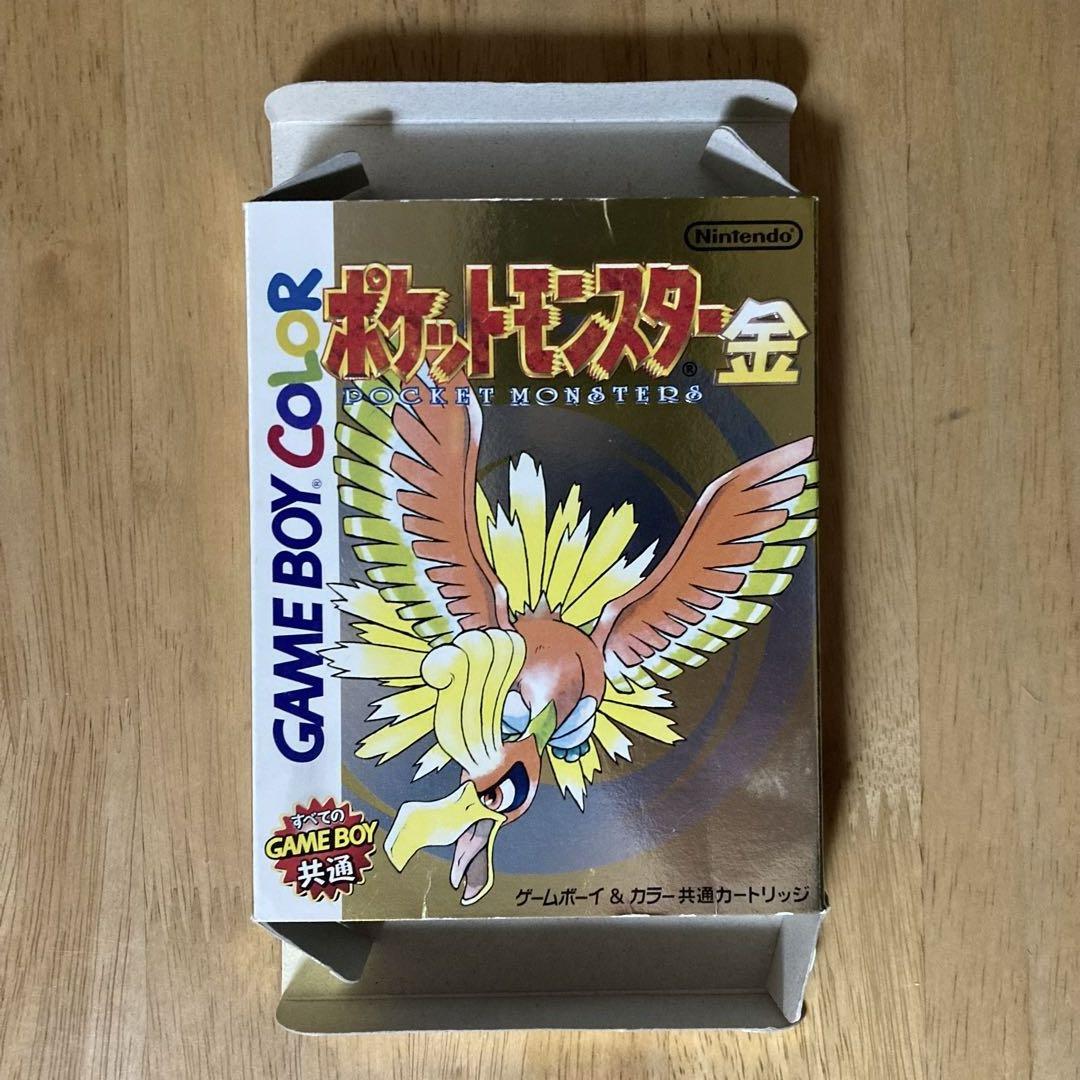 Nintendo®
ポケットモンスター®金
POCKET MONSTERS
GAME BOY® COLOR
すべての
GAME BOY
共通
ゲームボーイ & カラー共通カートリッジ